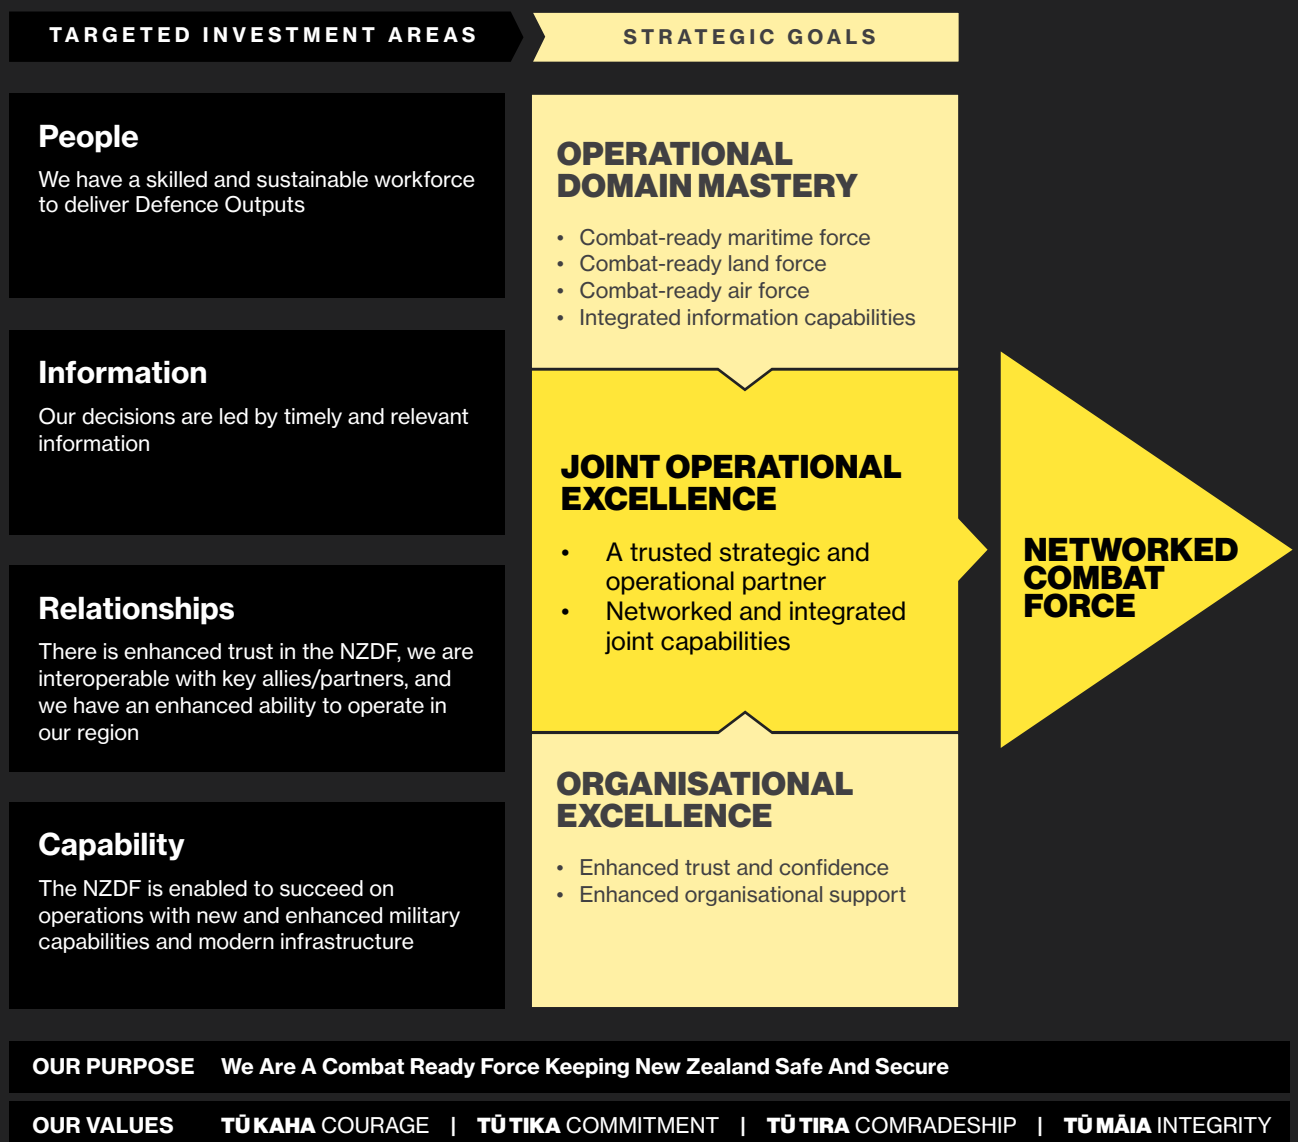 TARGETED INVESTMENT AREAS
STRATEGIC GOALS
People
We have a skilled and sustainable workforce
to deliver Defence Outputs
Information
Our decisions are led by timely and relevant
information
Relationships
There is enhanced trust in the NZDF, we are
interoperable with key allies/partners, and
we have an enhanced ability to operate in
our region
Capability
The NZDF is enabled to succeed on
operations with new and enhanced military
capabilities and modern infrastructure
OPERATIONAL
DOMAIN MASTERY
• Combat-ready maritime force
• Combat-ready land force
• Combat-ready air force
• Integrated information capabilities
JOINT OPERATIONAL
EXCELLENCE
• A trusted strategic and
operational partner
• Networked and integrated
joint capabilities
ORGANISATIONAL
EXCELLENCE
• Enhanced trust and confidence
• Enhanced organisational support
NETWORKED
COMBAT
FORCE
OUR PURPOSE We Are A Combat Ready Force Keeping New Zealand Safe And Secure
OUR VALUES TŪ KAHA COURAGE | TŪ TIKA COMMITMENT | TŪ TIRA COMRADESHIP | TŪ MĀIA INTEGRITY